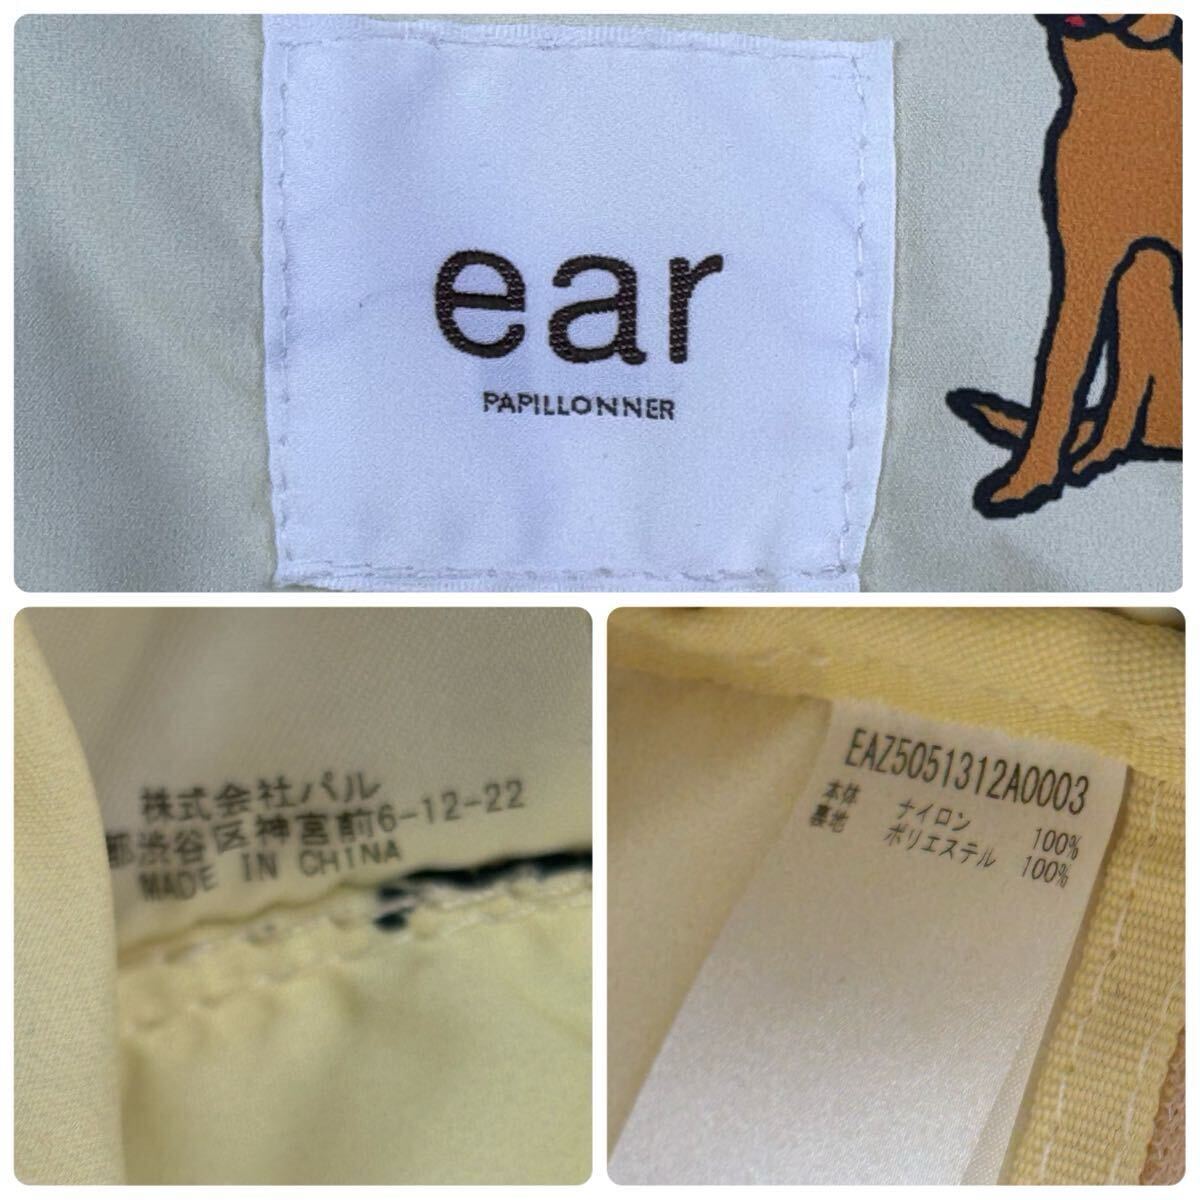 ear
PAPILLONNER
株式会社パル
都渋谷区神宮前6-12-22
MADE IN CHINA
EAZ5051312A0003
本体 ナイロン 100%
裏地 ポリエステル 100%